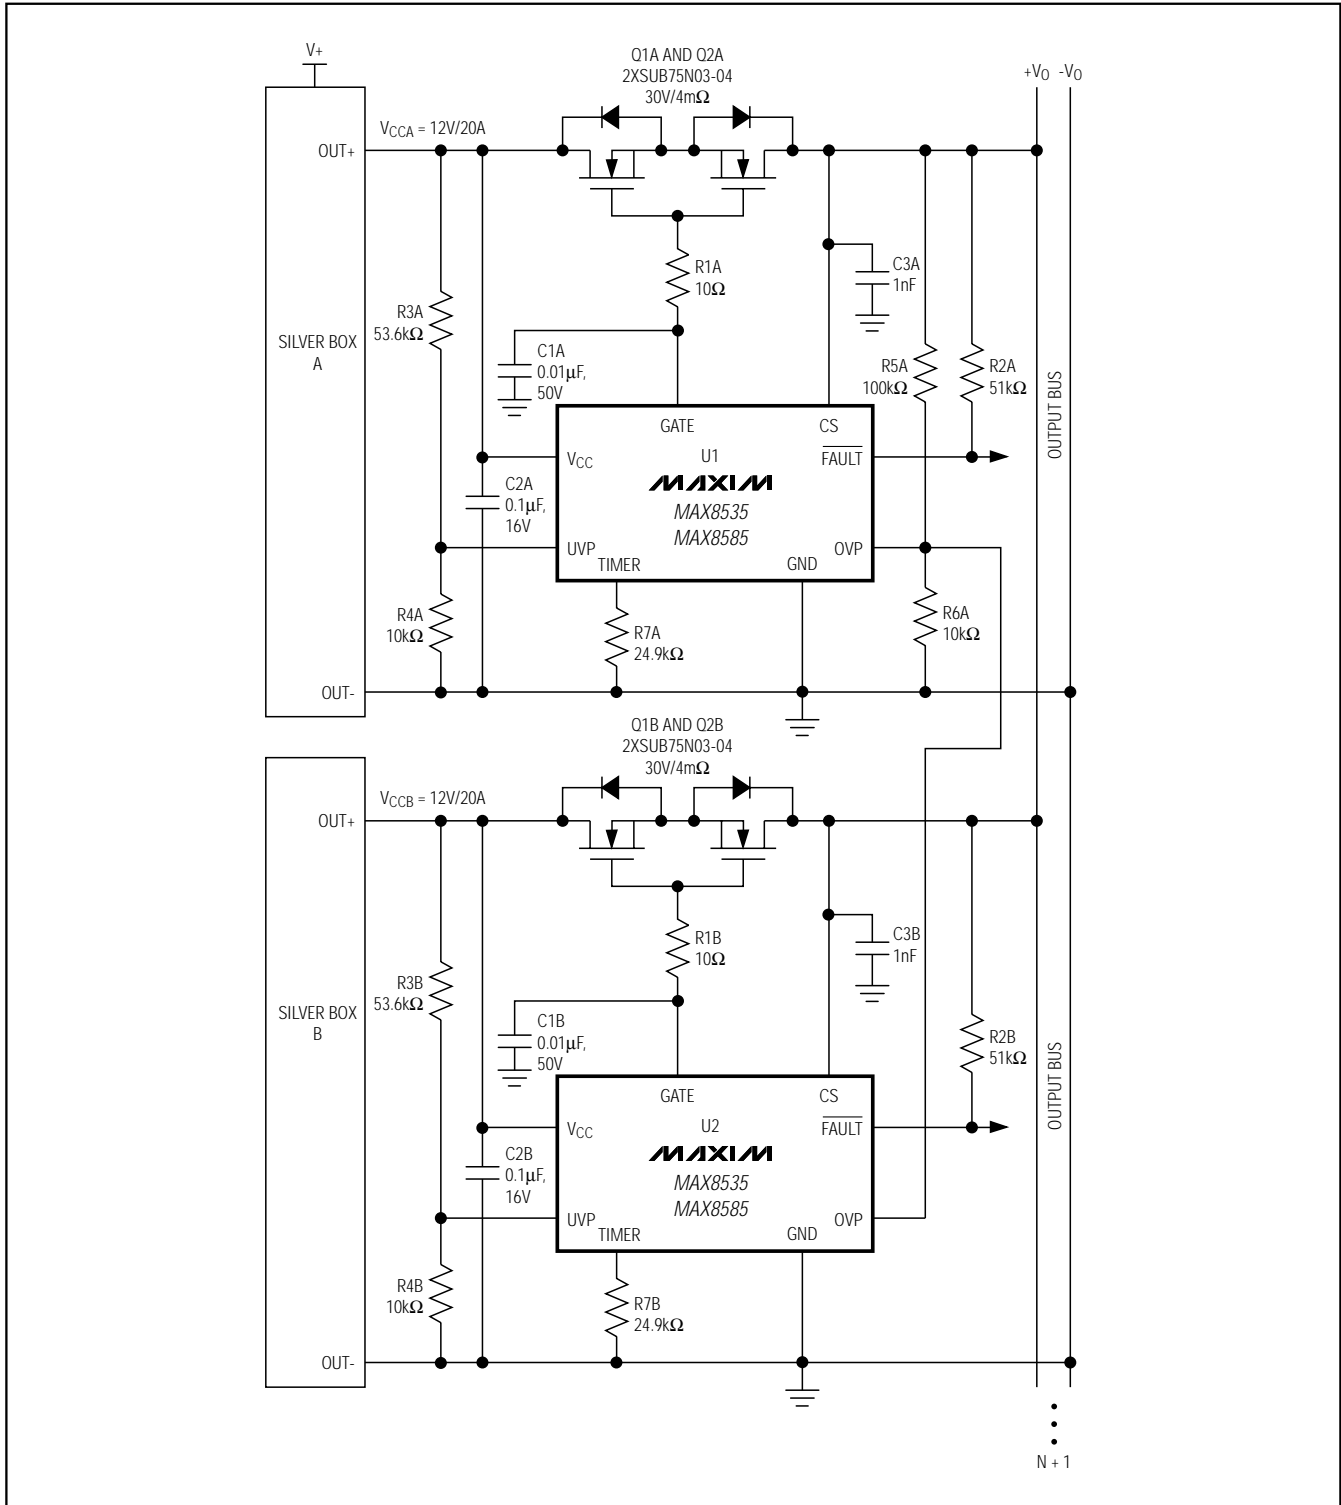 V+
Q1A AND Q2A
2XSUB75N03-04
30V/4mΩ
+VO -VO
VCCA = 12V/20A
OUT+
R1A
10Ω
C3A
1nF
R3A
53.6kΩ
SILVER BOX
A
C1A
0.01μF,
50V
R5A
100kΩ
R2A
51kΩ
OUTPUT BUS
GATE
CS
U1
VCC
FAULT
MAXIM
C2A
0.1μF,
16V
MAX8535
MAX8585
UVP
OVP
TIMER
GND
R4A
10kΩ
R7A
24.9kΩ
R6A
10kΩ
OUT-
Q1B AND Q2B
2XSUB75N03-04
30V/4mΩ
VCCB = 12V/20A
OUT+
R1B
10Ω
C3B
1nF
R3B
53.6kΩ
SILVER BOX
B
C1B
0.01μF,
50V
R2B
51kΩ
OUTPUT BUS
GATE
CS
U2
VCC
FAULT
MAXIM
C2B
0.1μF,
16V
MAX8535
MAX8585
UVP
OVP
TIMER
GND
R4B
10kΩ
R7B
24.9kΩ
OUT-
N + 1